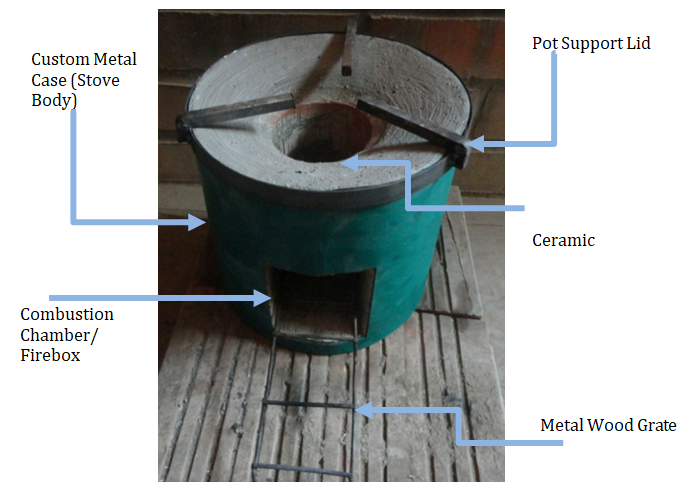 Custom Metal
Case (Stove
Body)
Pot Support Lid
Ceramic
Combustion
Chamber/
Firebox
Metal Wood Grate